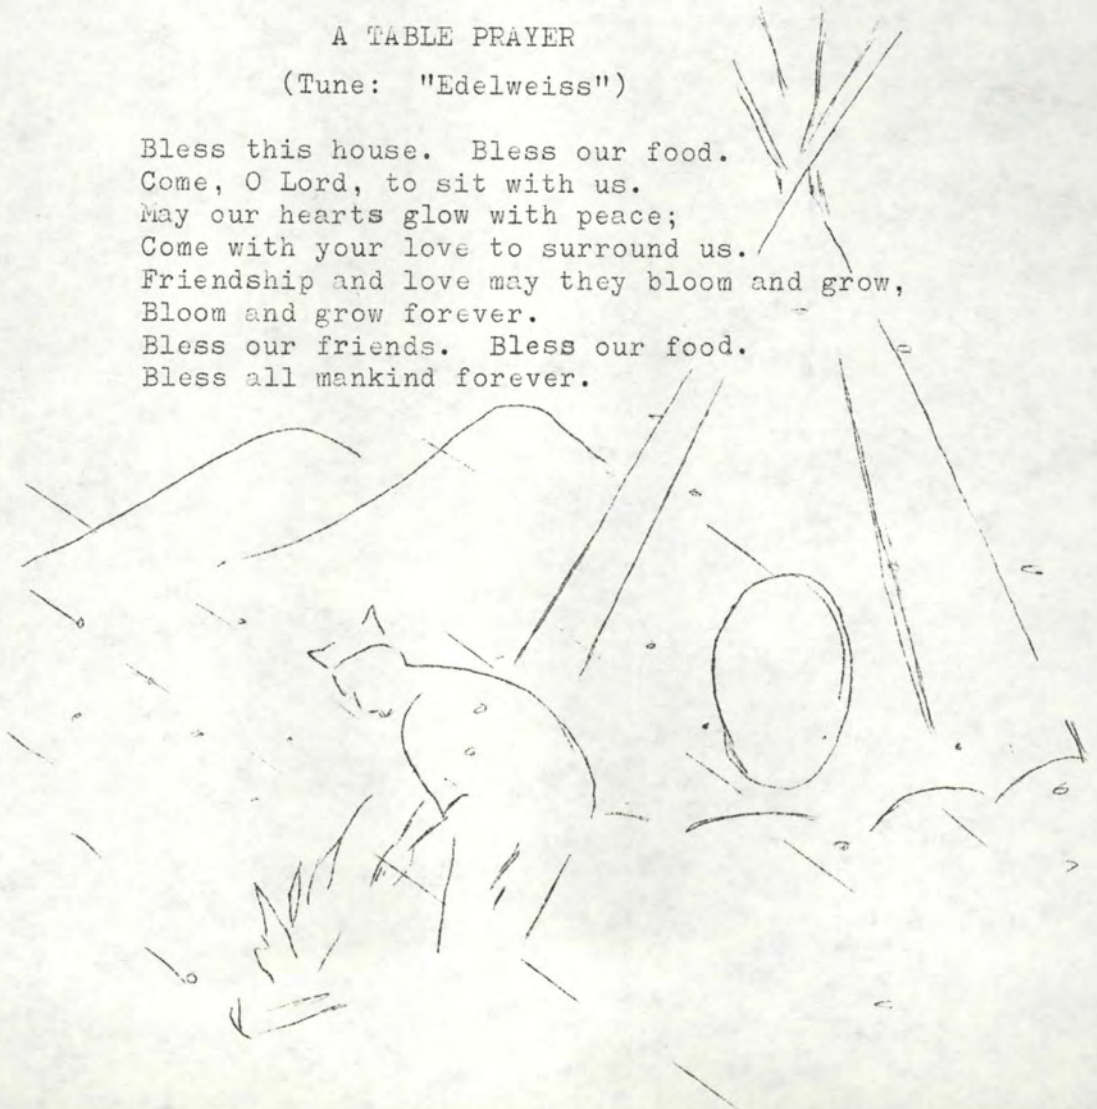 A TABLE PRAYER
(Tune: "Edelweiss")
Bless this house. Bless our food.
Come, O Lord, to sit with us.
May our hearts glow with peace;
Come with your love to surround us.
Friendship and love may they bloom and grow,
Bloom and grow forever.
Bless our friends. Bless our food.
Bless all mankind forever.